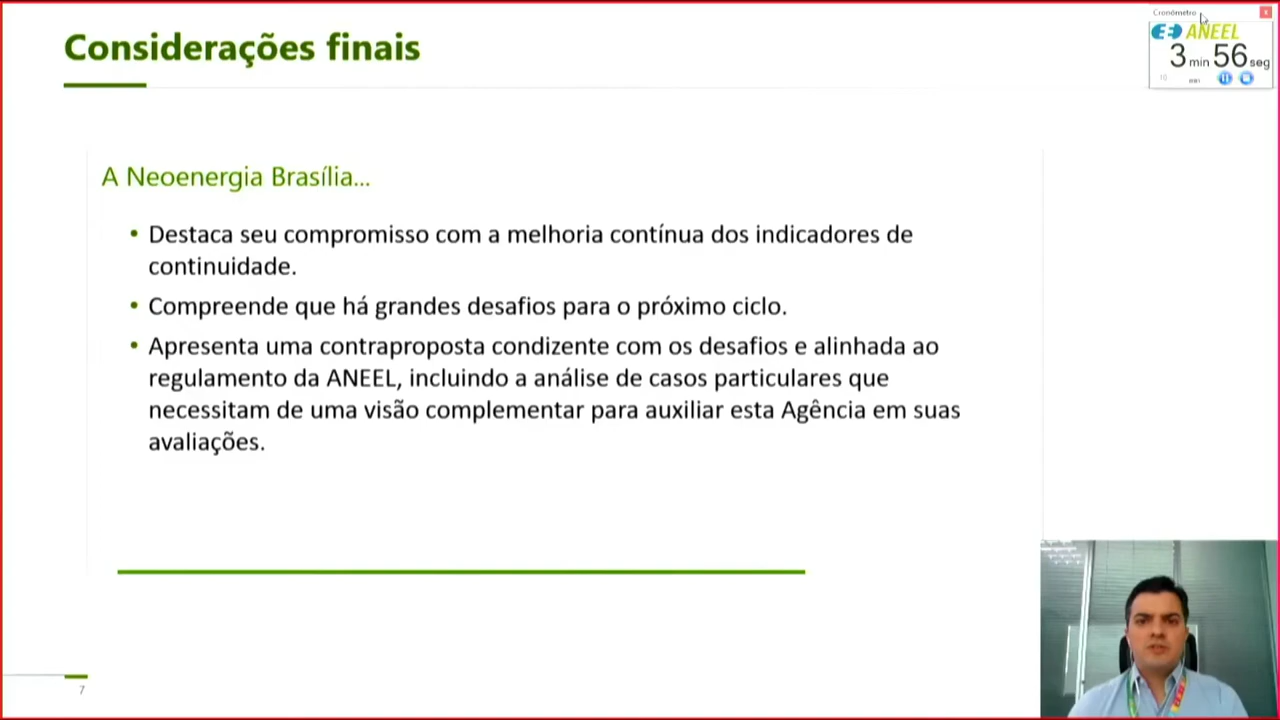 Considerações finais
Cronômetro
ANEEL
3 min 56 seg
A Neoenergia Brasília...
• Destaca seu compromisso com a melhoria contínua dos indicadores de
continuidade.
• Compreende que há grandes desafios para o próximo ciclo.
• Apresenta uma contraproposta condizente com os desafios e alinhada ao
regulamento da ANEEL, incluindo a análise de casos particulares que
necessitam de uma visão complementar para auxiliar esta Agência em suas
avaliações.
7